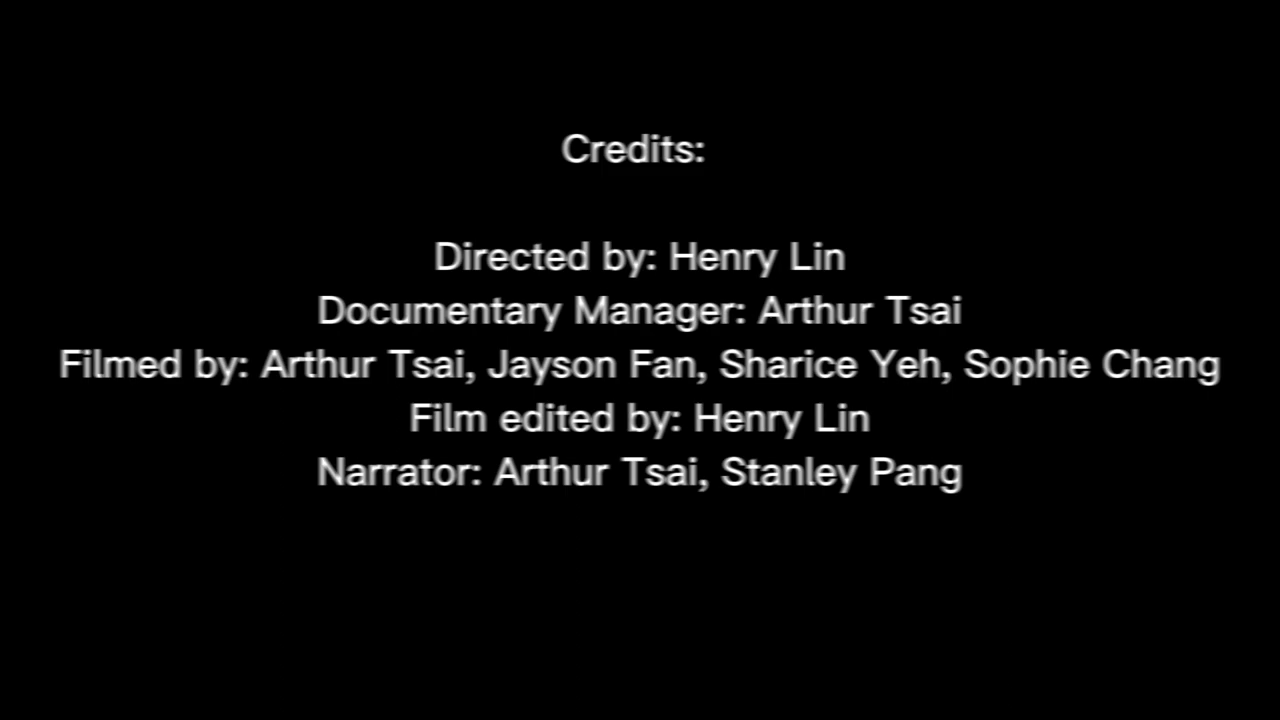 Credits:
Directed by: Henry Lin
Documentary Manager: Arthur Tsai
Filmed by: Arthur Tsai, Jayson Fan, Sharice Yeh, Sophie Chang
Film edited by: Henry Lin
Narrator: Arthur Tsai, Stanley Pang